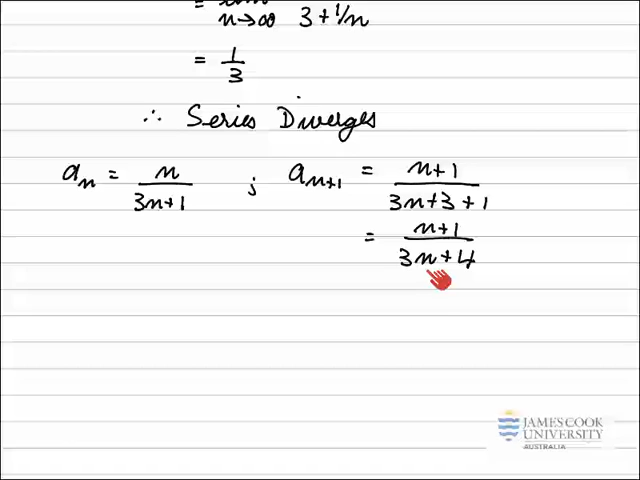 =
n→∞ 3 + 1/n
= 1/3
∴ Series Diverges
aₙ = n/(3n+1) ; aₙ₊₁ = (n+1)/(3n+3+1)
= (n+1)/(3n+4)
JAMES COOK
UNIVERSITY
AUSTRALIA